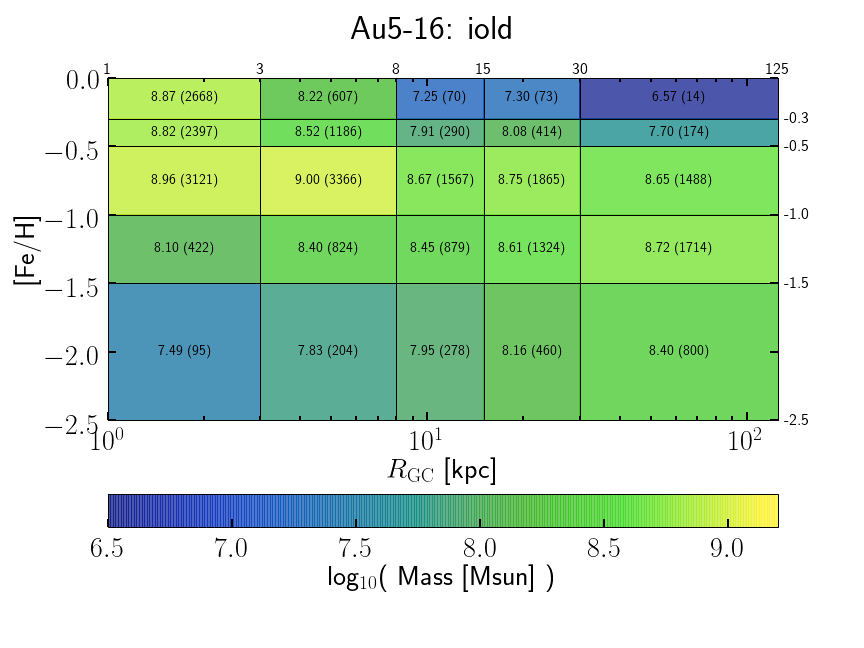 Au5-16: iold
1 3 8 15 30 125
0.0 8.87 (2668) 8.22 (607) 7.25 (70) 7.30 (73) 6.57 (14)
-0.3
8.82 (2397) 8.52 (1186) 7.91 (290) 8.08 (414) 7.70 (174)
−0.5 -0.5
8.96 (3121) 9.00 (3366) 8.67 (1567) 8.75 (1865) 8.65 (1488)
−1.0 -1.0
[Fe/H]
8.10 (422) 8.40 (824) 8.45 (879) 8.61 (1324) 8.72 (1714)
−1.5 -1.5
−2.0 7.49 (95) 7.83 (204) 7.95 (278) 8.16 (460) 8.40 (800)
−2.5 -2.5
10⁰ 10¹ 10²
R_GC [kpc]
6.5 7.0 7.5 8.0 8.5 9.0
log₁₀( Mass [Msun] )